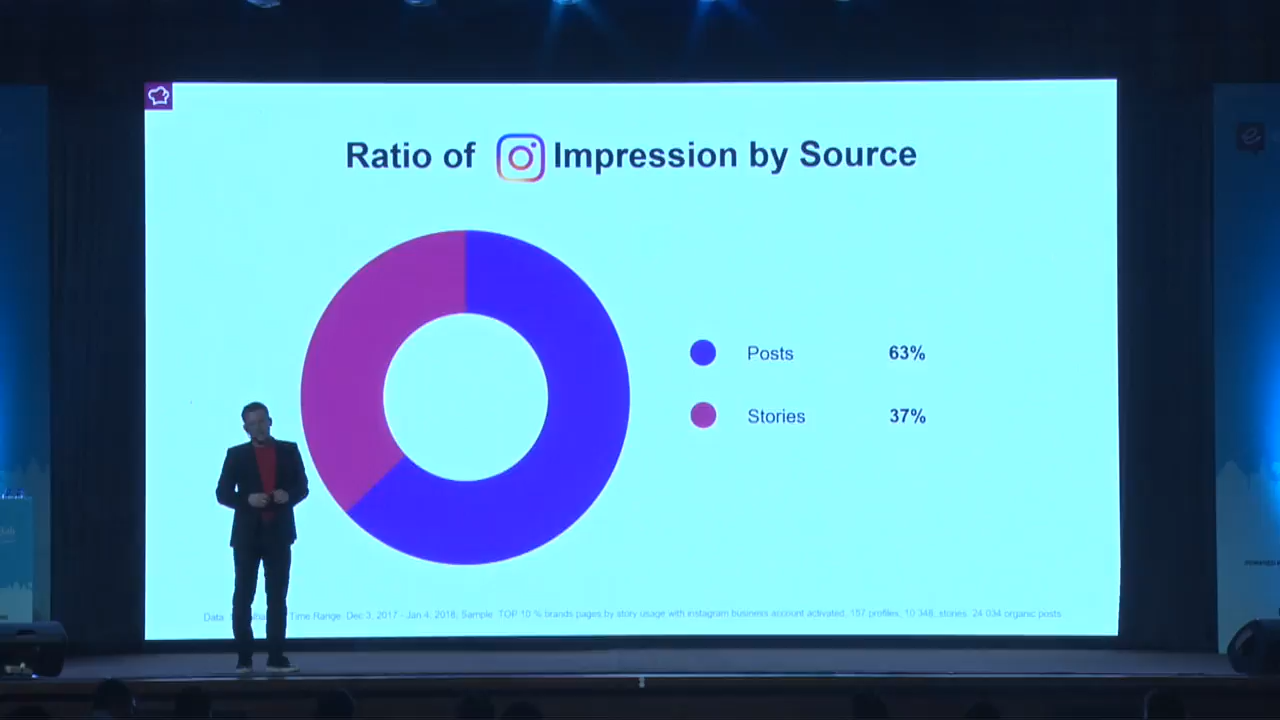 Ratio of Impression by Source
Posts 63%
Stories 37%
Data Time Range Dec 3, 2017 - Jan 4, 2018, Sample TOP 10 % brands pages by story usage with instagram business account activated, 157 profiles, 10 348, stories 24 034 organic posts